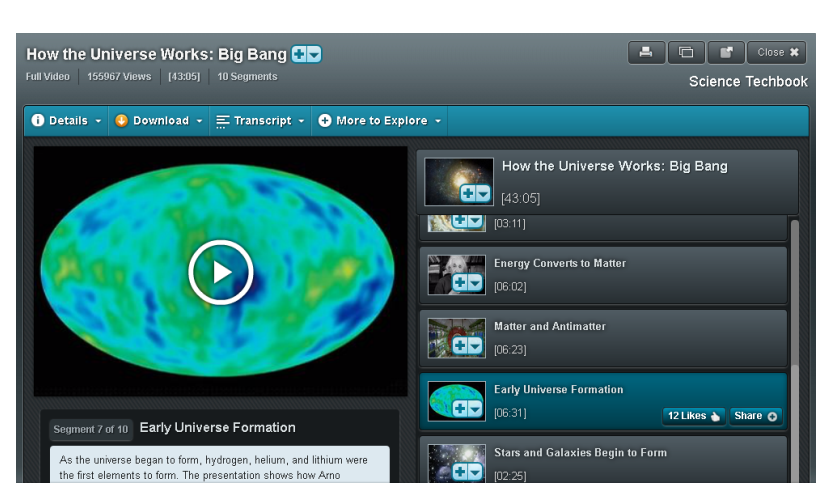 How the Universe Works: Big Bang
Full Video 155967 Views [43:05] 10 Segments
Close
Science Techbook
Details Download Transcript More to Explore
How the Universe Works: Big Bang
[43:05]
[03:11]
Energy Converts to Matter
[06:02]
Matter and Antimatter
[06:23]
Early Universe Formation
[06:31]
12 Likes Share
Stars and Galaxies Begin to Form
[02:25]
Segment 7 of 10 Early Universe Formation
As the universe began to form, hydrogen, helium, and lithium were
the first elements to form. The presentation shows how Arno